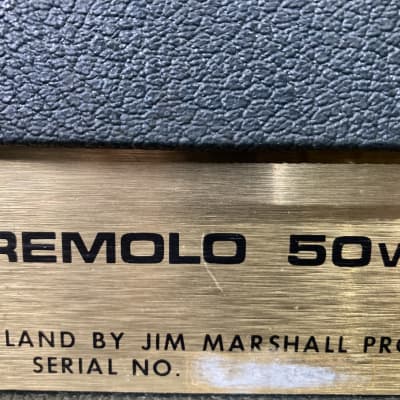 REMOLO 50W
LAND BY JIM MARSHALL PRO
SERIAL NO.